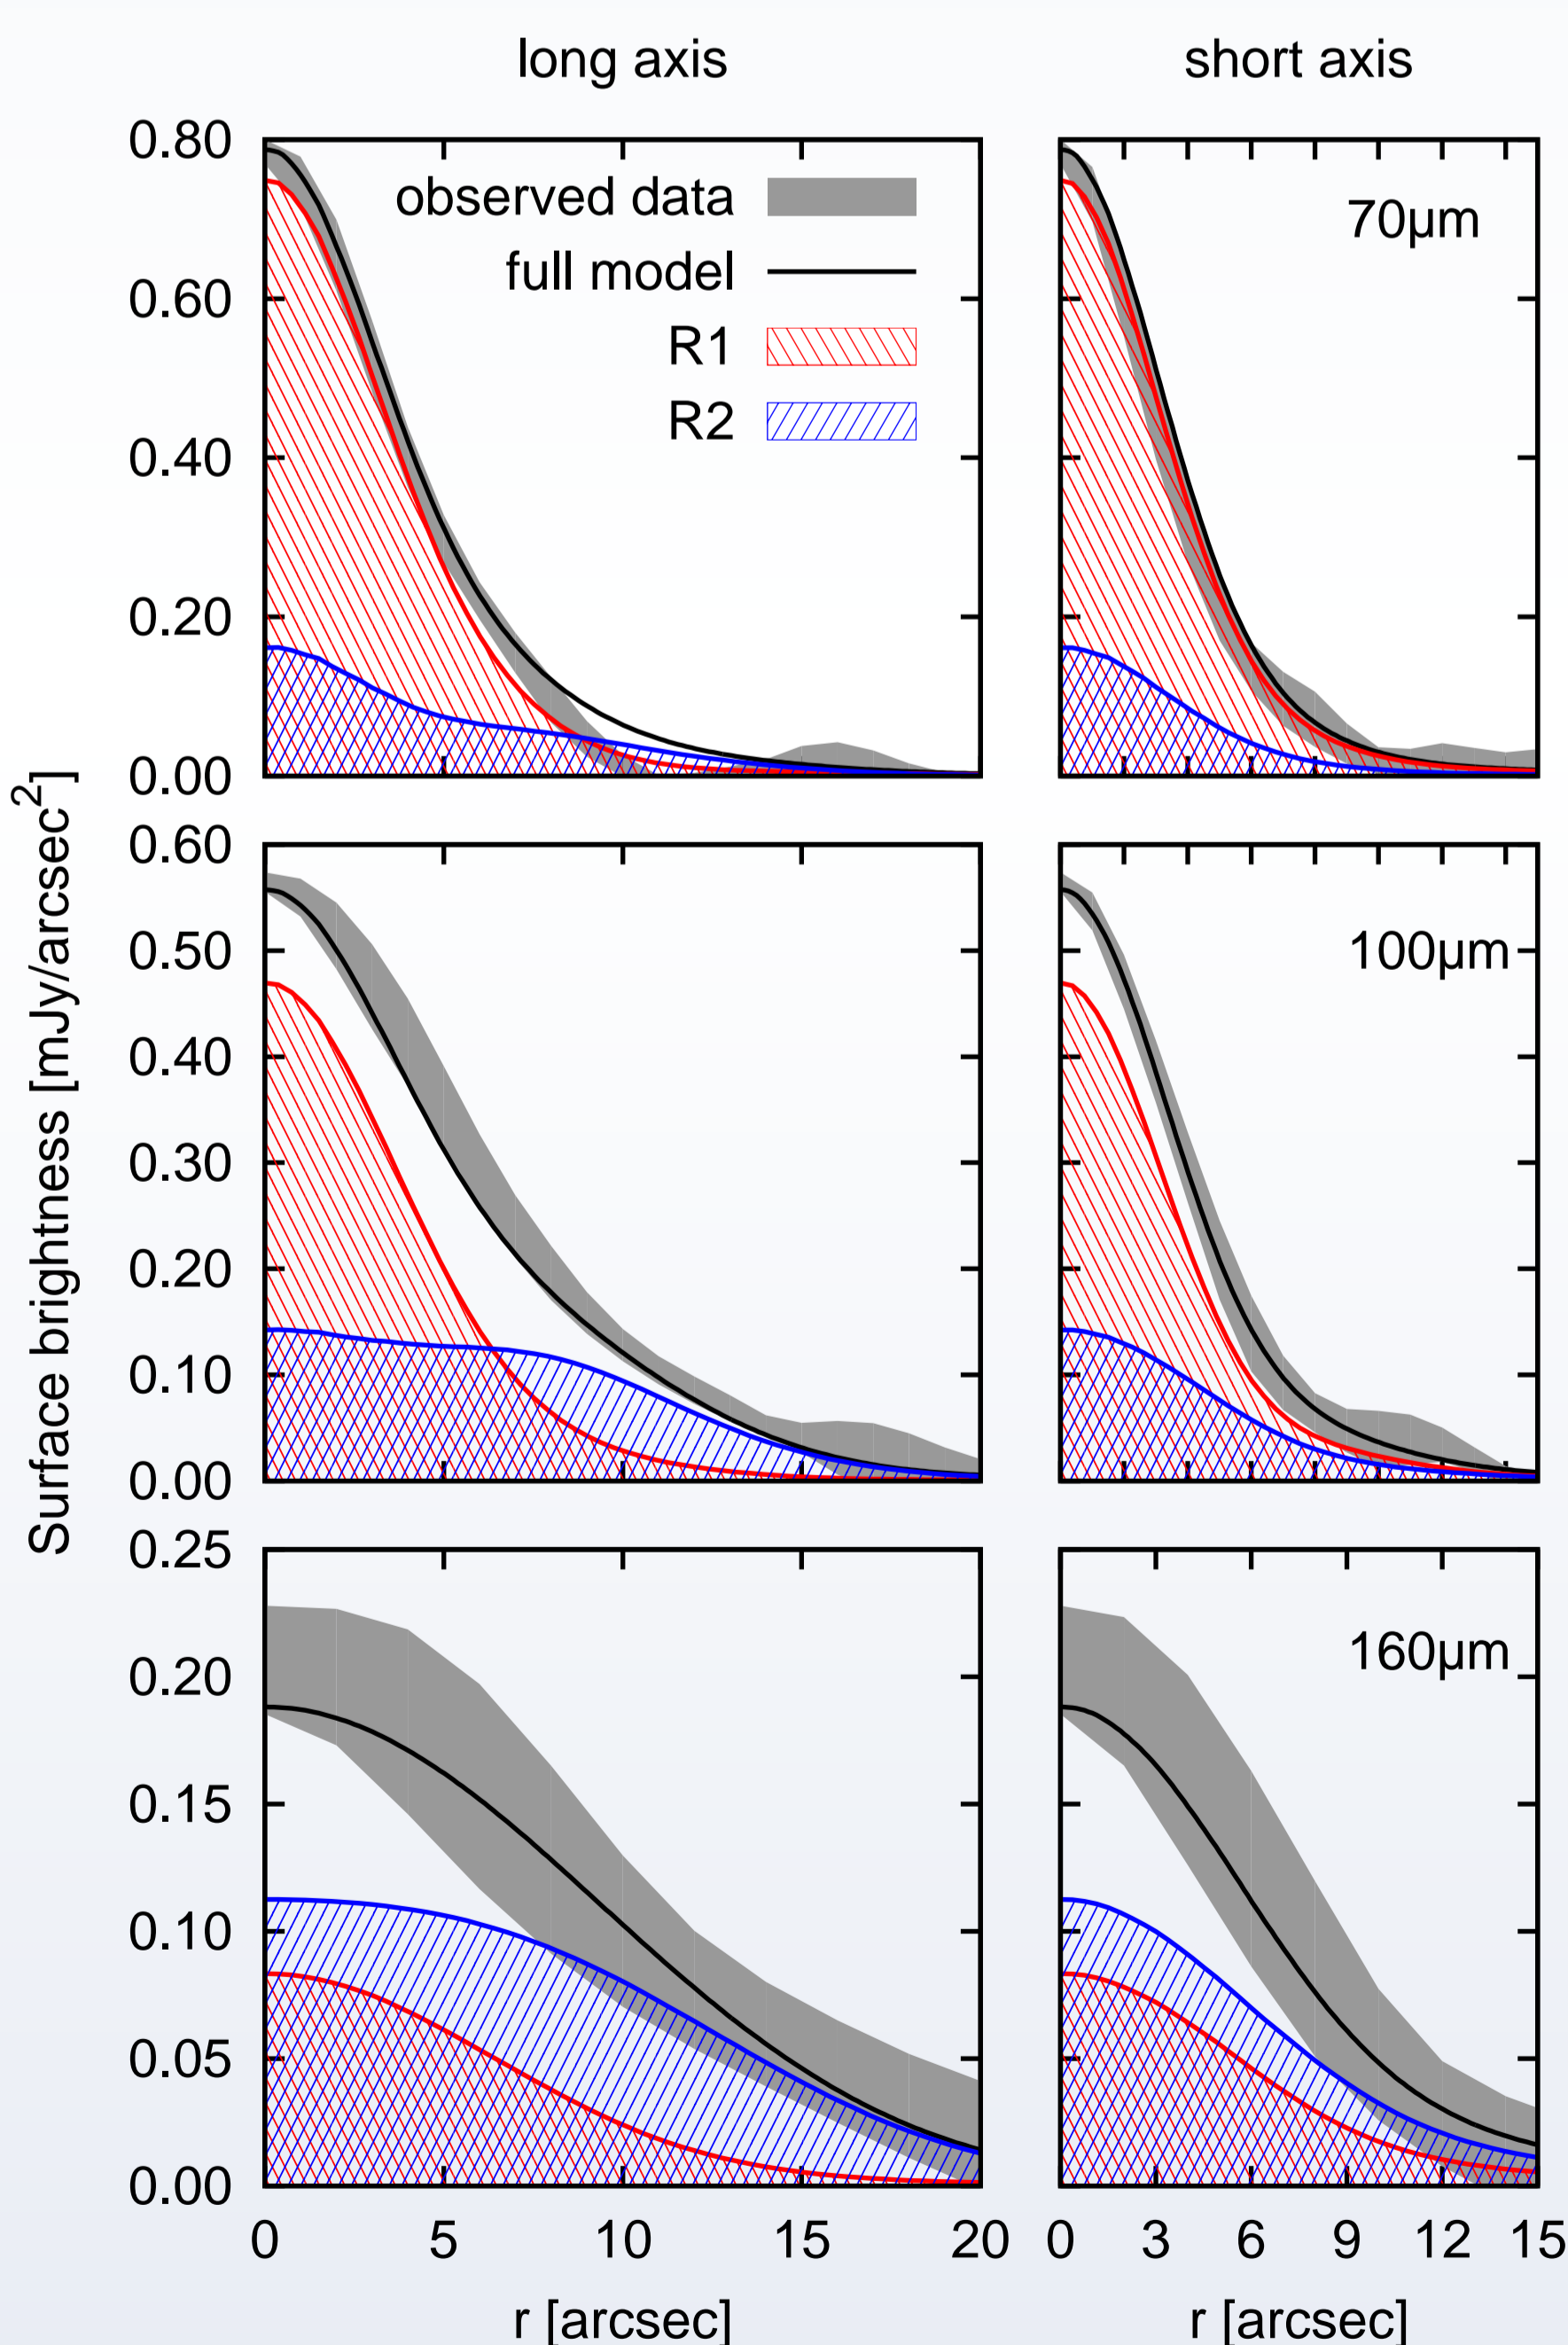 long axis
short axis
Surface brightness [mJy/arcsec²]
0.80
0.60
0.40
0.20
0.00
observed data
full model
R1
R2
70µm
0.60
0.50
0.40
0.30
0.20
0.10
0.00
100µm
0.25
0.20
0.15
0.10
0.05
0.00
160µm
0 5 10 15 20
0 3 6 9 12 15
r [arcsec]
r [arcsec]